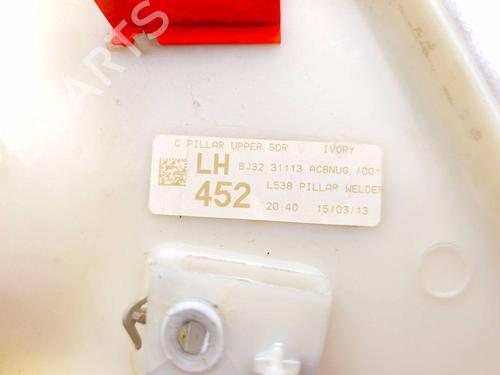 C PILLAR UPPER 5DR IVORY
LH BJ32 31113 AC8NUG /001
452 L538 PILLAR WELDER
20:40 15/03/13